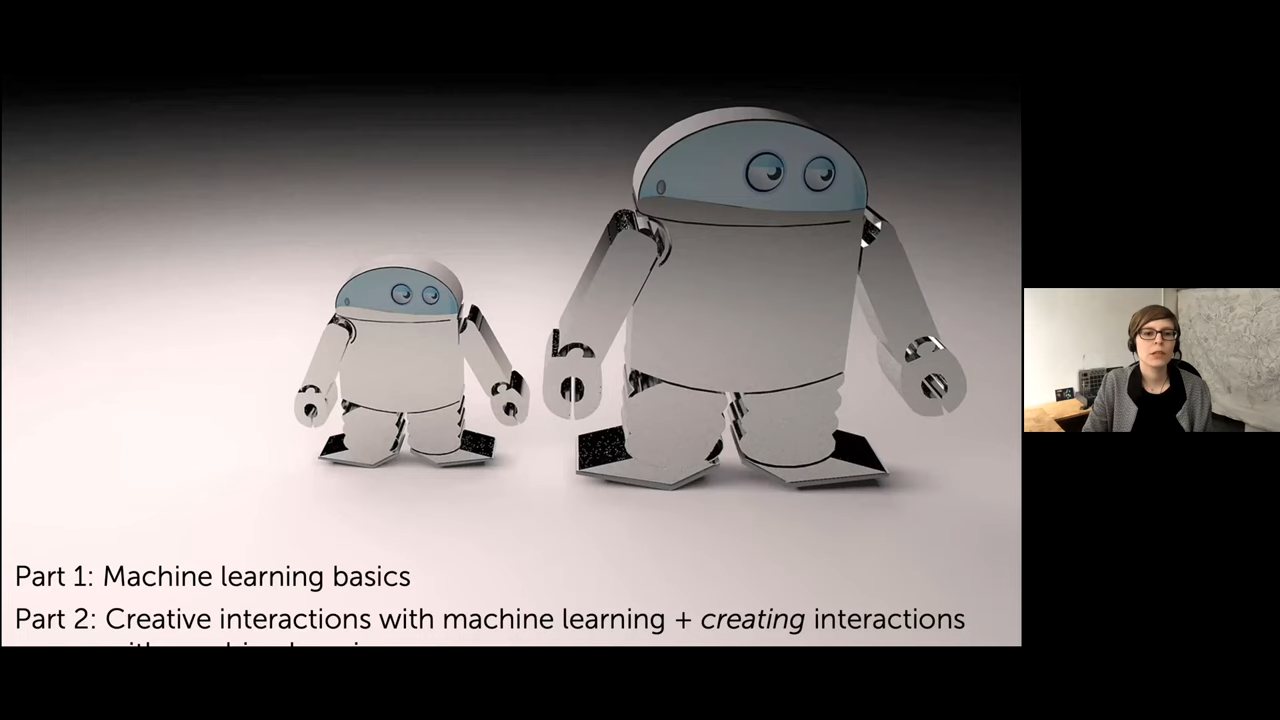 Part 1: Machine learning basics
Part 2: Creative interactions with machine learning + creating interactions